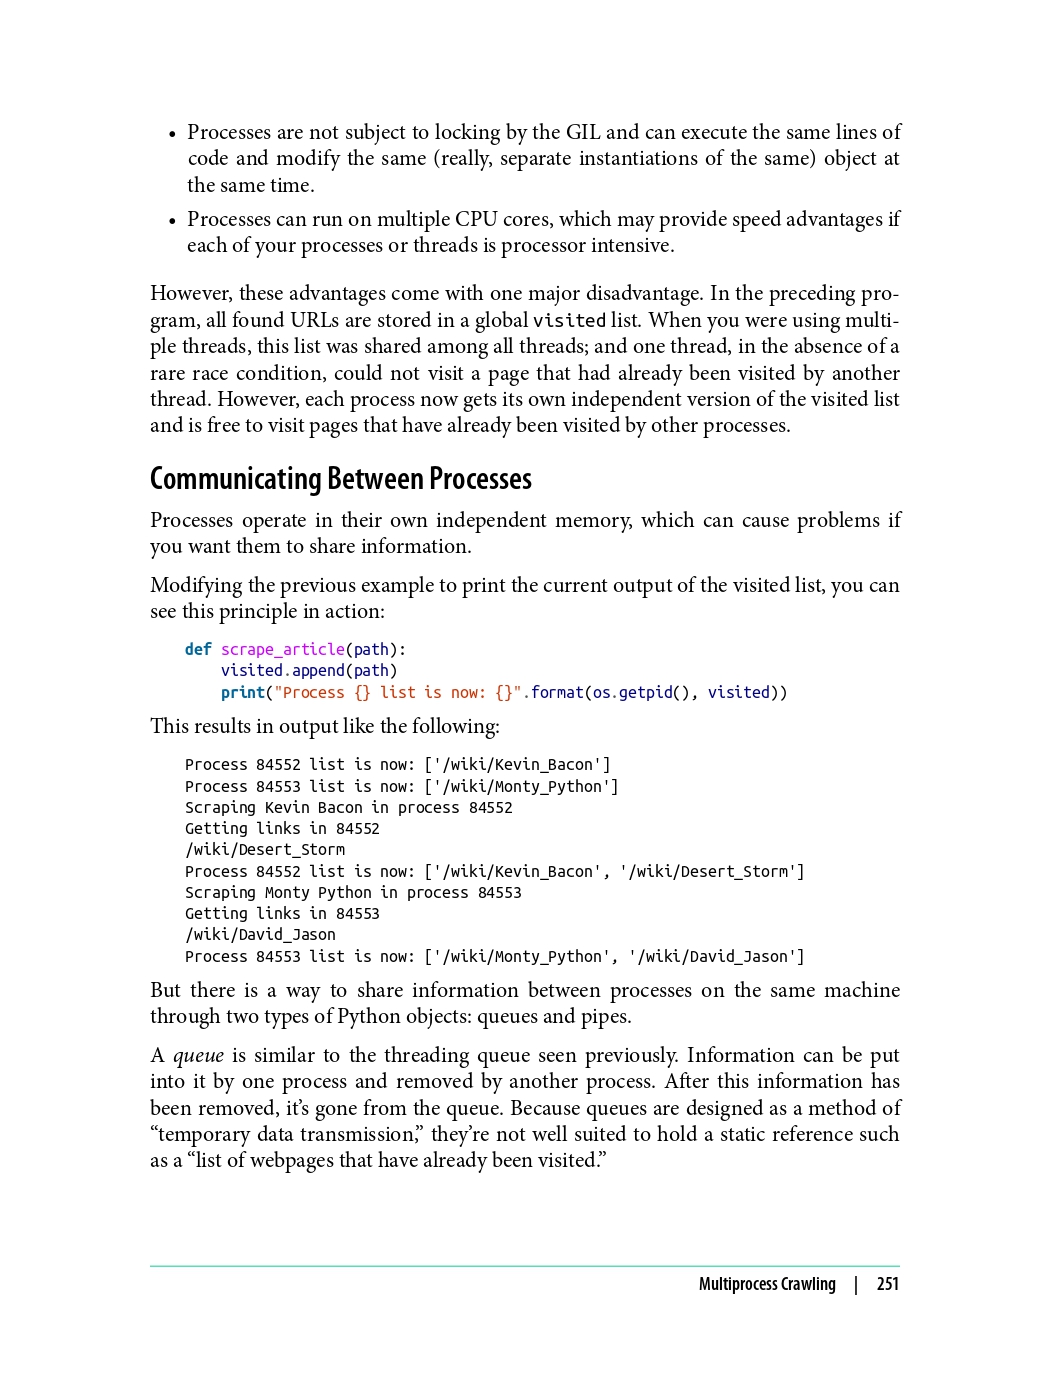 • Processes are not subject to locking by the GIL and can execute the same lines of
code and modify the same (really, separate instantiations of the same) object at
the same time.
• Processes can run on multiple CPU cores, which may provide speed advantages if
each of your processes or threads is processor intensive.
However, these advantages come with one major disadvantage. In the preceding pro-
gram, all found URLs are stored in a global visited list. When you were using multi-
ple threads, this list was shared among all threads; and one thread, in the absence of a
rare race condition, could not visit a page that had already been visited by another
thread. However, each process now gets its own independent version of the visited list
and is free to visit pages that have already been visited by other processes.
Communicating Between Processes
Processes operate in their own independent memory, which can cause problems if
you want them to share information.
Modifying the previous example to print the current output of the visited list, you can
see this principle in action:
def scrape_article(path):
    visited.append(path)
    print("Process {} list is now: {}".format(os.getpid(), visited))
This results in output like the following:
Process 84552 list is now: ['/wiki/Kevin_Bacon']
Process 84553 list is now: ['/wiki/Monty_Python']
Scraping Kevin Bacon in process 84552
Getting links in 84552
/wiki/Desert_Storm
Process 84552 list is now: ['/wiki/Kevin_Bacon', '/wiki/Desert_Storm']
Scraping Monty Python in process 84553
Getting links in 84553
/wiki/David_Jason
Process 84553 list is now: ['/wiki/Monty_Python', '/wiki/David_Jason']
But there is a way to share information between processes on the same machine
through two types of Python objects: queues and pipes.
A queue is similar to the threading queue seen previously. Information can be put
into it by one process and removed by another process. After this information has
been removed, it’s gone from the queue. Because queues are designed as a method of
“temporary data transmission,” they’re not well suited to hold a static reference such
as a “list of webpages that have already been visited.”
Multiprocess Crawling | 251